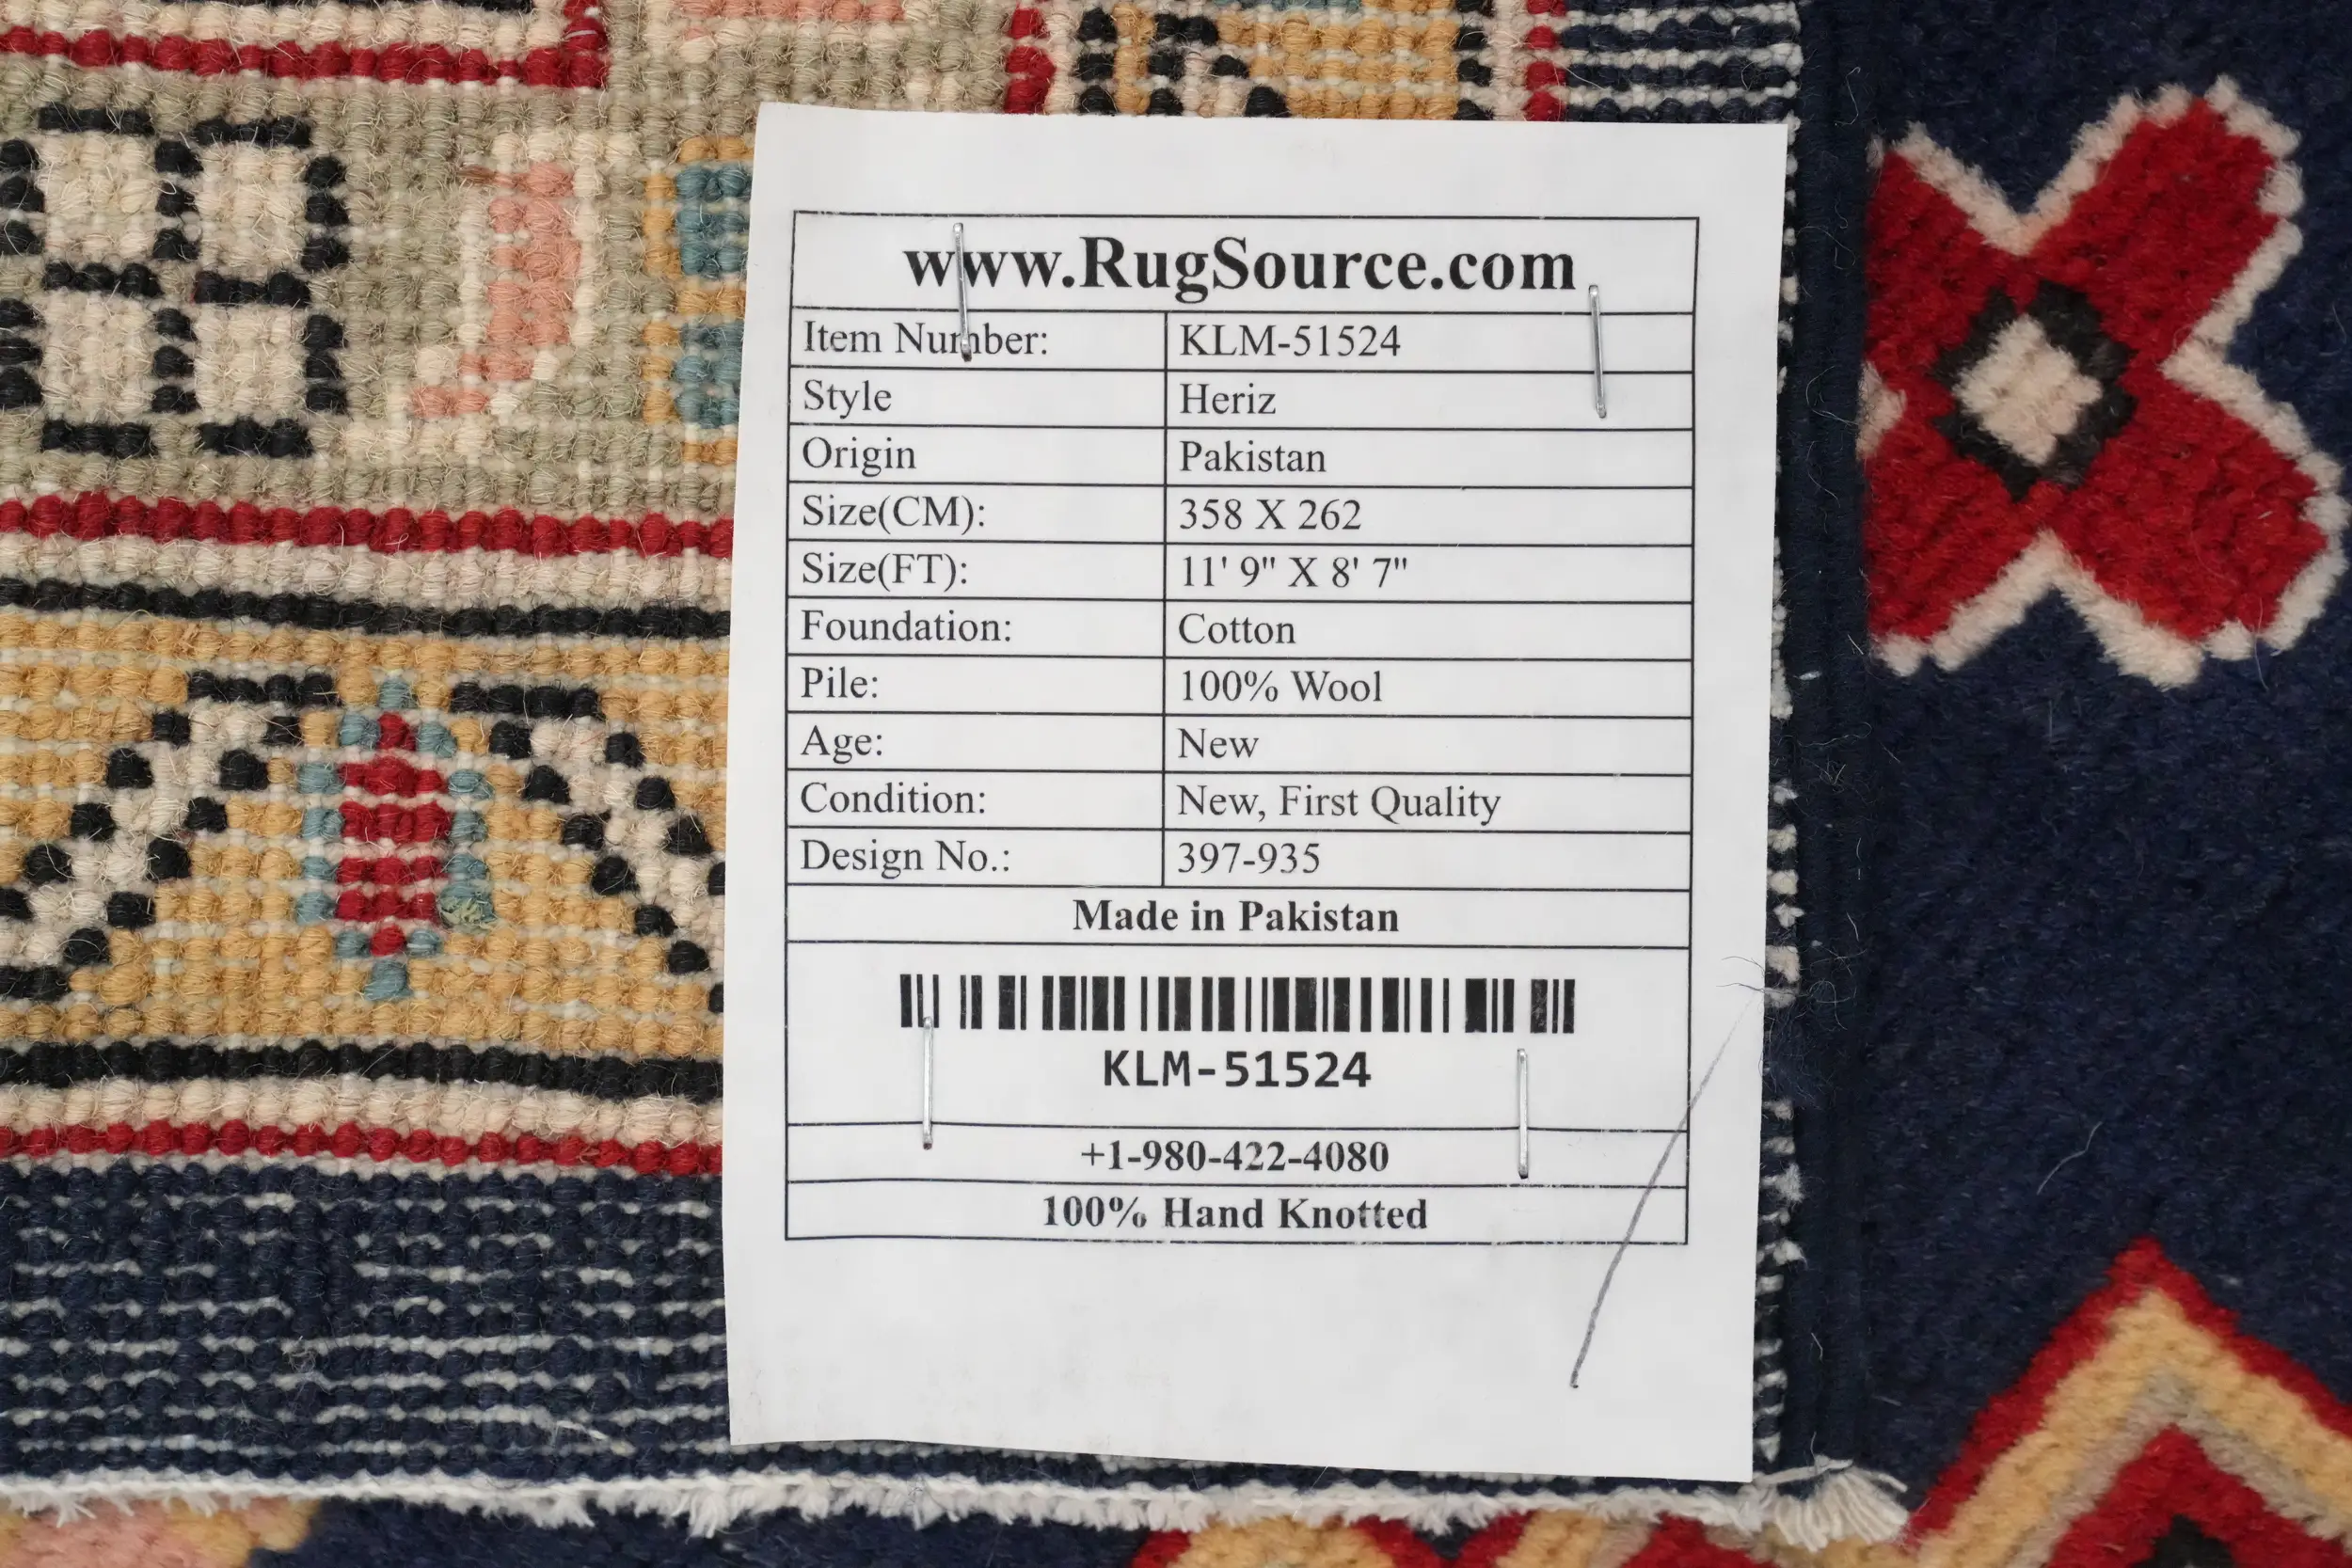 www.RugSource.com
Item Number: KLM-51524
Style Heriz
Origin Pakistan
Size(CM): 358 X 262
Size(FT): 11' 9" X 8' 7"
Foundation: Cotton
Pile: 100% Wool
Age: New
Condition: New, First Quality
Design No.: 397-935
Made in Pakistan
KLM-51524
+1-980-422-4080
100% Hand Knotted